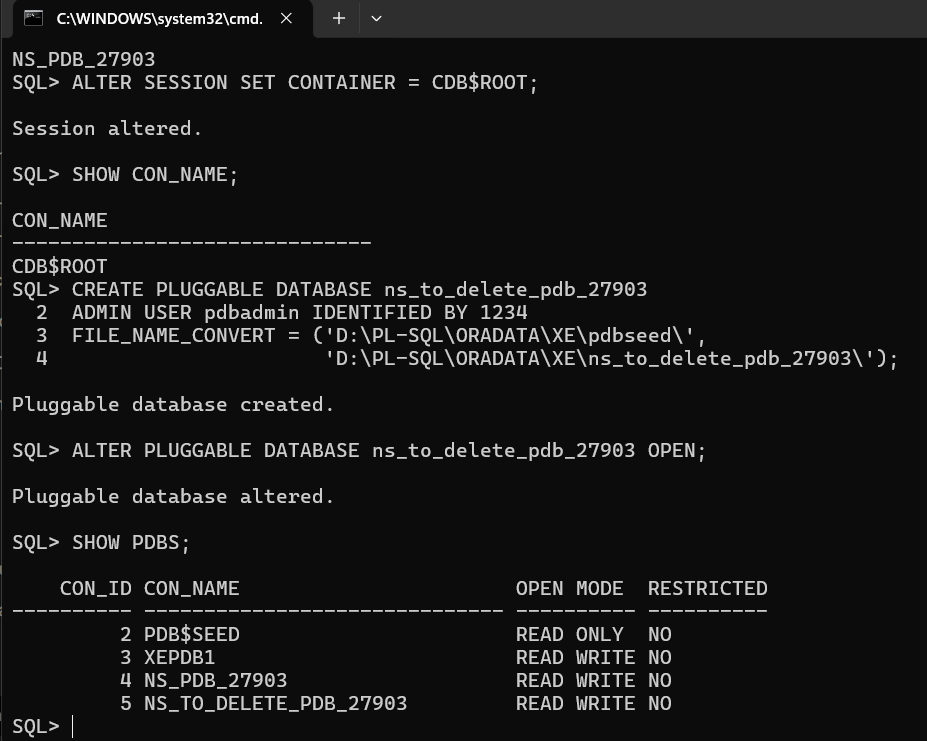 C:\WINDOWS\system32\cmd.
NS_PDB_27903
SQL> ALTER SESSION SET CONTAINER = CDB$ROOT;
Session altered.
SQL> SHOW CON_NAME;
CON_NAME
------------------------------
CDB$ROOT
SQL> CREATE PLUGGABLE DATABASE ns_to_delete_pdb_27903
  2  ADMIN USER pdbadmin IDENTIFIED BY 1234
  3  FILE_NAME_CONVERT = ('D:\PL-SQL\ORADATA\XE\pdbseed\',
  4                       'D:\PL-SQL\ORADATA\XE\ns_to_delete_pdb_27903\');
Pluggable database created.
SQL> ALTER PLUGGABLE DATABASE ns_to_delete_pdb_27903 OPEN;
Pluggable database altered.
SQL> SHOW PDBS;
    CON_ID CON_NAME                       OPEN MODE  RESTRICTED
---------- ------------------------------ ---------- ----------
         2 PDB$SEED                       READ ONLY  NO
         3 XEPDB1                         READ WRITE NO
         4 NS_PDB_27903                   READ WRITE NO
         5 NS_TO_DELETE_PDB_27903         READ WRITE NO
SQL>